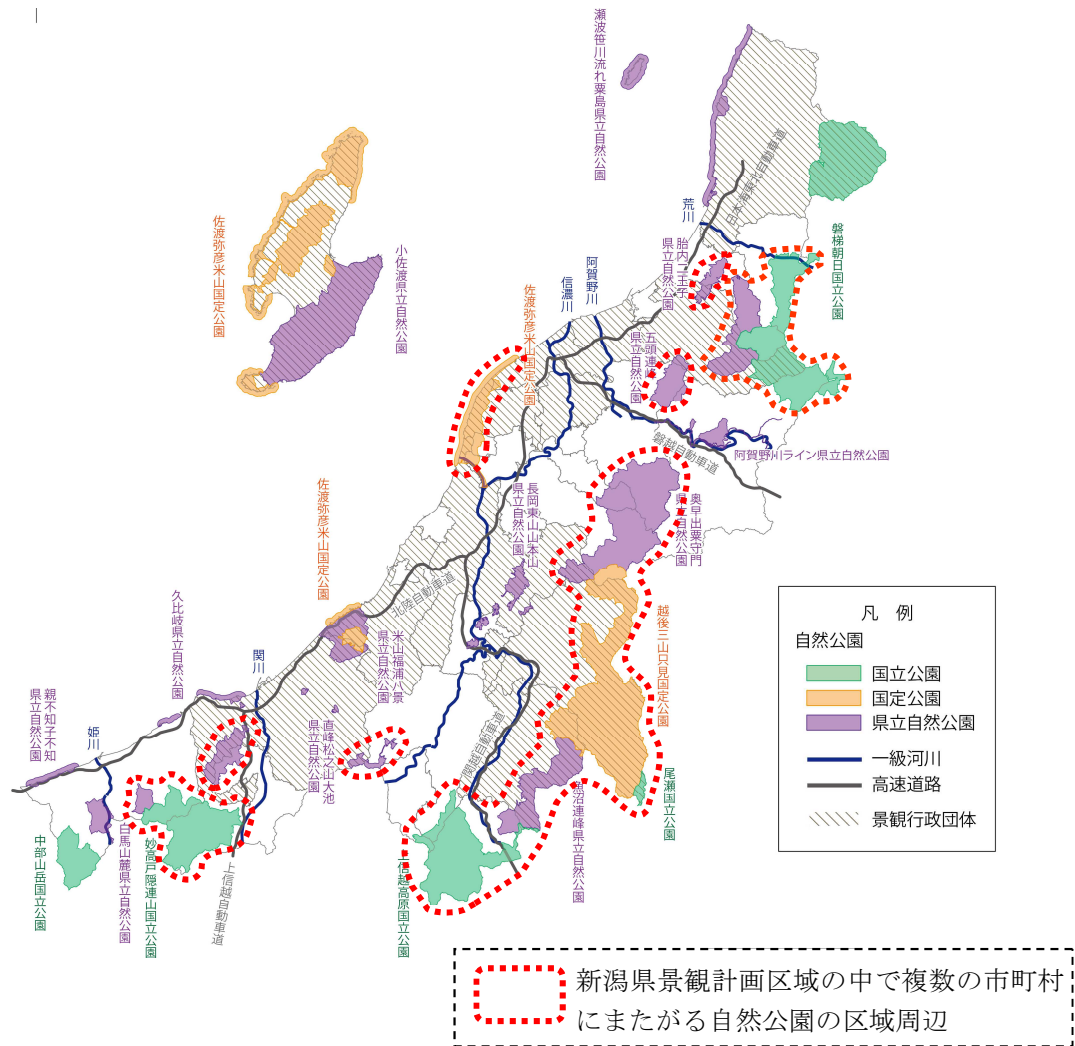 瀬波笹川流れ粟島県立自然公園
日本海東北自動車道
荒川
磐梯朝日国立公園
胎内二王子
県立自然公園
佐渡弥彦米山国定公園
小佐渡県立自然公園
阿賀野川
信濃川
佐渡弥彦米山国定公園
五頭連峰
県立自然公園
磐越自動車道
阿賀野川ライン県立自然公園
奥早出粟守門
県立自然公園
長岡東山山本山
県立自然公園
佐渡弥彦米山国定公園
北陸自動車道
久比岐県立自然公園
米山福浦八景
県立自然公園
越後三山只見国定公園
関川
親不知子不知
県立自然公園
姫川
直峰松之山大池
県立自然公園
関越自動車道
尾瀬国立公園
魚沼連峰県立自然公園
中部山岳国立公園
白馬山麓県立自然公園
妙高戸隠連山国立公園
上信越自動車道
上信越高原国立公園
凡 例
自然公園
国立公園
国定公園
県立自然公園
一級河川
高速道路
景観行政団体
新潟県景観計画区域の中で複数の市町村
にまたがる自然公園の区域周辺